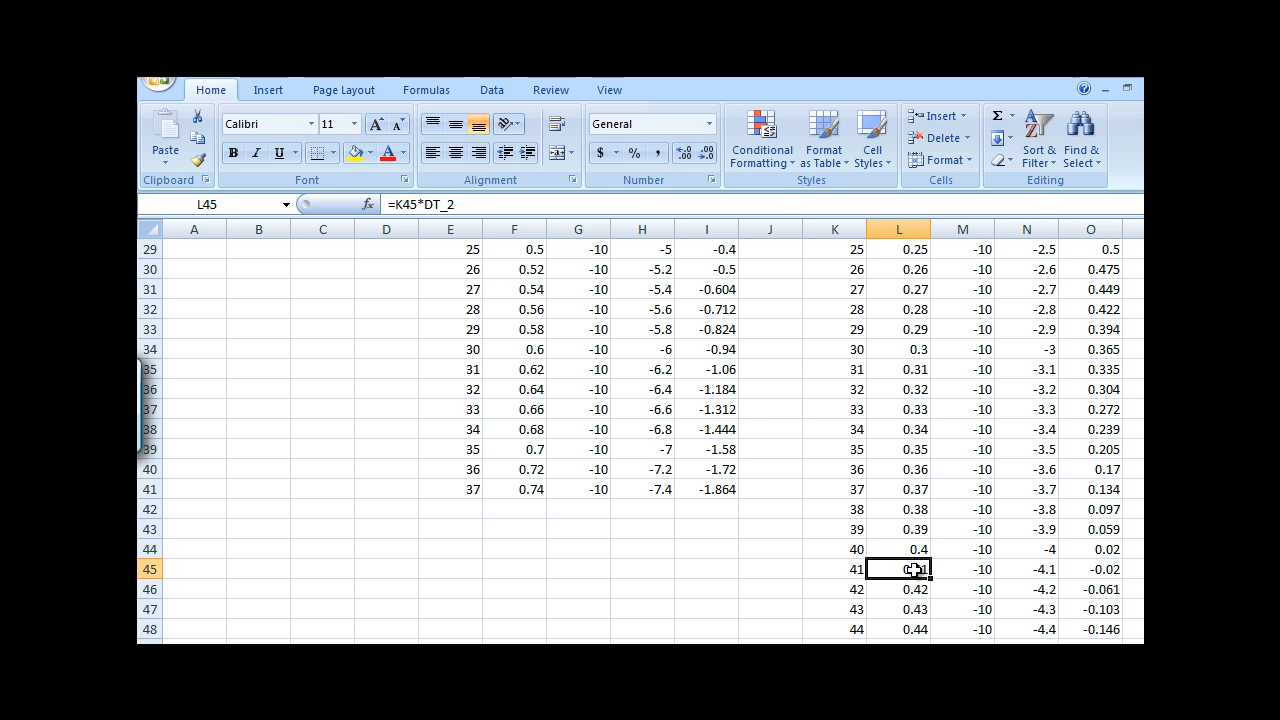 Home Insert Page Layout Formulas Data Review View
Paste
Calibri 11
B I U
A A
General
$ % ,
Conditional Formatting
Format as Table
Cell Styles
Insert
Delete
Format
Σ
Sort & Filter
Find & Select
Clipboard Font Alignment Number Styles Cells Editing
L45 fx =K45*DT_2
A B C D E F G H I J K L M N O
29 25 0.5 -10 -5 -0.4 25 0.25 -10 -2.5 0.5
30 26 0.52 -10 -5.2 -0.5 26 0.26 -10 -2.6 0.475
31 27 0.54 -10 -5.4 -0.604 27 0.27 -10 -2.7 0.449
32 28 0.56 -10 -5.6 -0.712 28 0.28 -10 -2.8 0.422
33 29 0.58 -10 -5.8 -0.824 29 0.29 -10 -2.9 0.394
34 30 0.6 -10 -6 -0.94 30 0.3 -10 -3 0.365
35 31 0.62 -10 -6.2 -1.06 31 0.31 -10 -3.1 0.335
36 32 0.64 -10 -6.4 -1.184 32 0.32 -10 -3.2 0.304
37 33 0.66 -10 -6.6 -1.312 33 0.33 -10 -3.3 0.272
38 34 0.68 -10 -6.8 -1.444 34 0.34 -10 -3.4 0.239
39 35 0.7 -10 -7 -1.58 35 0.35 -10 -3.5 0.205
40 36 0.72 -10 -7.2 -1.72 36 0.36 -10 -3.6 0.17
41 37 0.74 -10 -7.4 -1.864 37 0.37 -10 -3.7 0.134
42 38 0.38 -10 -3.8 0.097
43 39 0.39 -10 -3.9 0.059
44 40 0.4 -10 -4 0.02
45 41 -10 -4.1 -0.02
46 42 0.42 -10 -4.2 -0.061
47 43 0.43 -10 -4.3 -0.103
48 44 0.44 -10 -4.4 -0.146